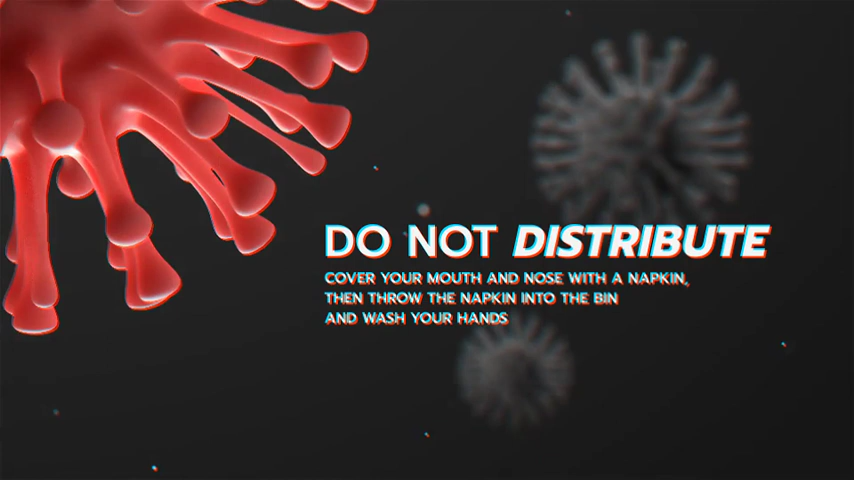 DO NOT DISTRIBUTE
COVER YOUR MOUTH AND NOSE WITH A NAPKIN,
THEN THROW THE NAPKIN INTO THE BIN
AND WASH YOUR HANDS